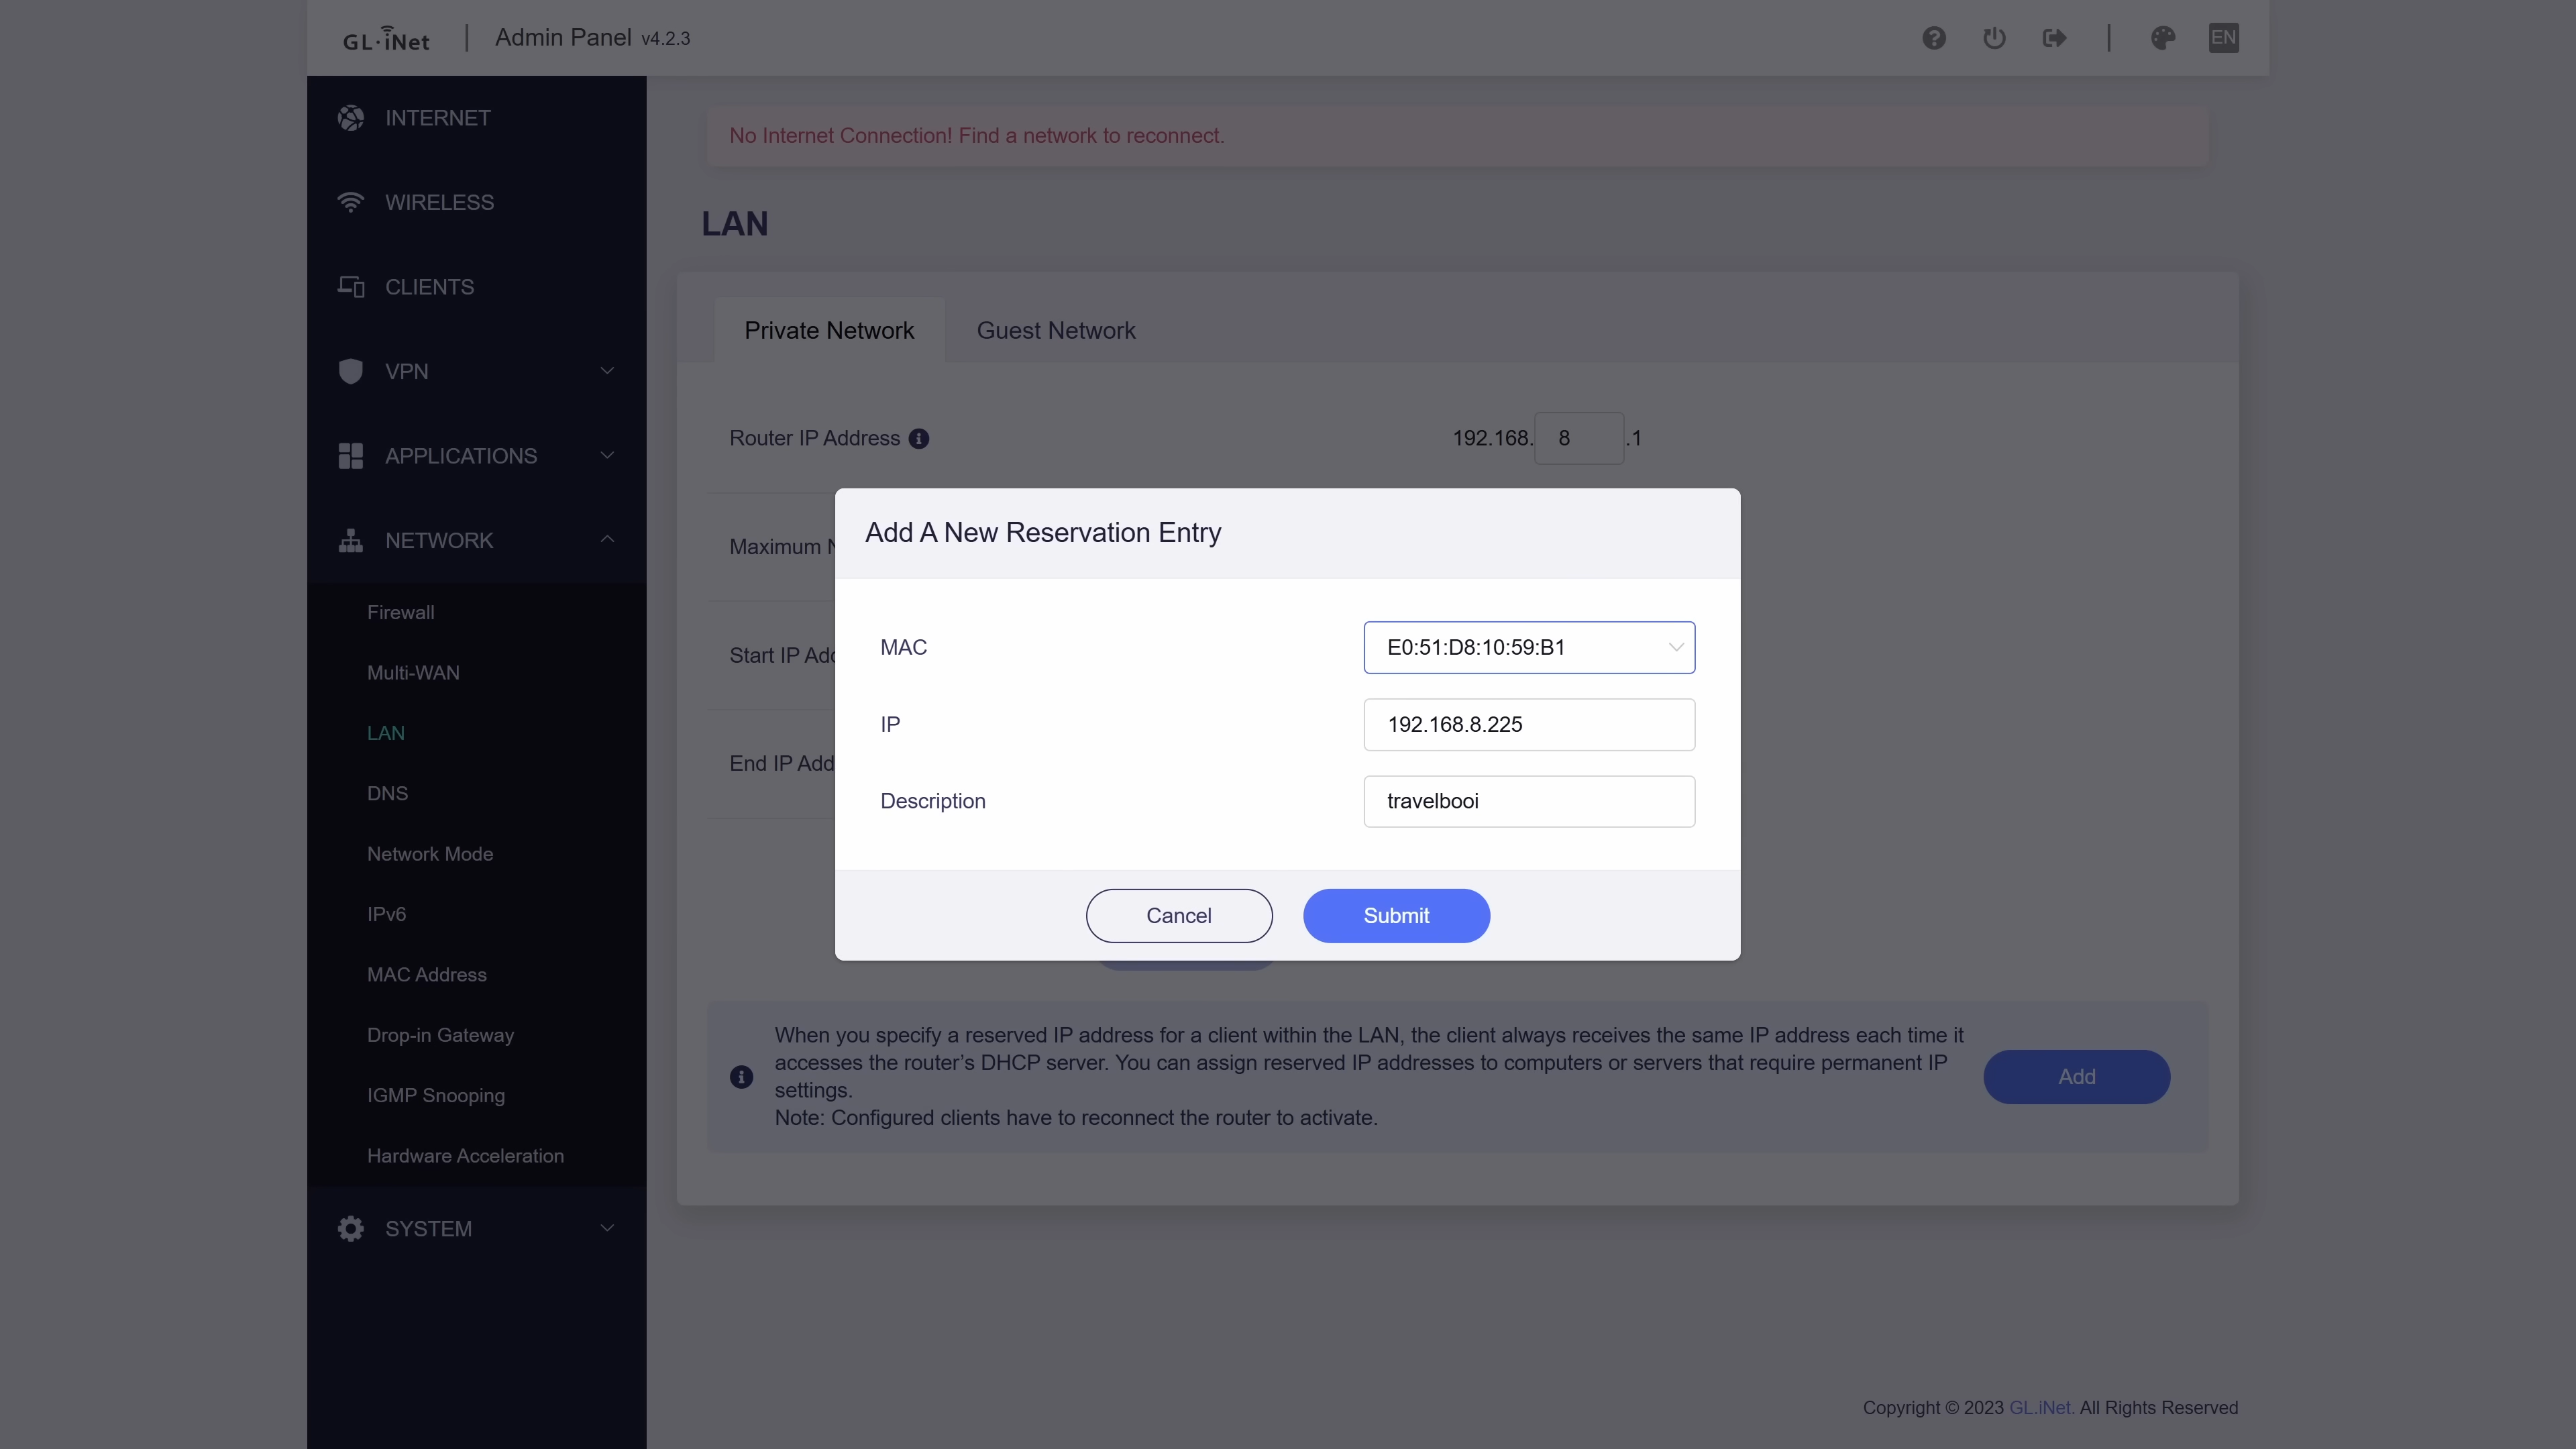 GL·iNet
Admin Panel v4.2.3
EN
INTERNET
WIRELESS
CLIENTS
VPN
APPLICATIONS
NETWORK
Firewall
Multi-WAN
LAN
DNS
Network Mode
IPv6
MAC Address
Drop-in Gateway
IGMP Snooping
Hardware Acceleration
SYSTEM
No Internet Connection! Find a network to reconnect.
LAN
Private Network Guest Network
Router IP Address 192.168. 8 .1
Maximum
Start IP
End IP
Add A New Reservation Entry
MAC E0:51:D8:10:59:B1
IP 192.168.8.225
Description travelbooi
Cancel Submit
When you specify a reserved IP address for a client within the LAN, the client always receives the same IP address each time it
accesses the router's DHCP server. You can assign reserved IP addresses to computers or servers that require permanent IP
settings.
Note: Configured clients have to reconnect the router to activate.
Add
Copyright © 2023 GL.iNet. All Rights Reserved